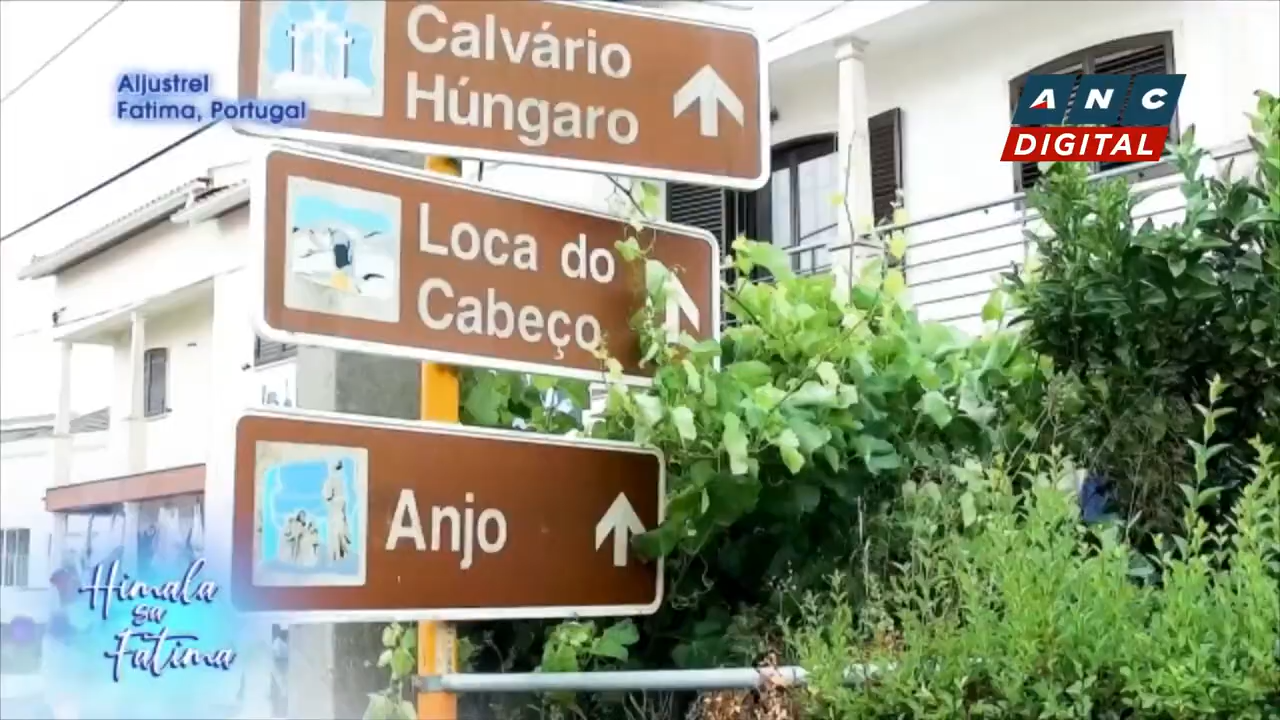 Calvário
Húngaro
Aljustrel
Fatima, Portugal
ANC
DIGITAL
Loca do
Cabeço
Anjo
Himala
sa
Fatima